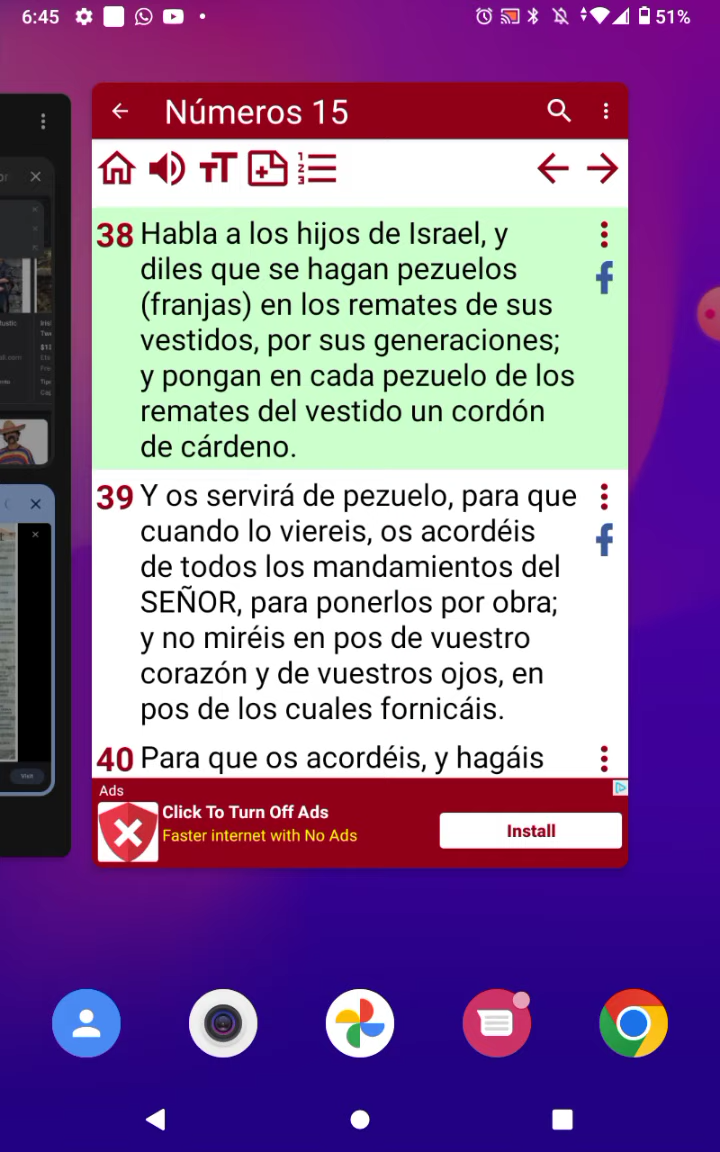 6:45
51%
Números 15
38 Habla a los hijos de Israel, y
diles que se hagan pezuelos
(franjas) en los remates de sus
vestidos, por sus generaciones;
y pongan en cada pezuelo de los
remates del vestido un cordón
de cárdeno.
39 Y os servirá de pezuelo, para que
cuando lo viereis, os acordéis
de todos los mandamientos del
SEÑOR, para ponerlos por obra;
y no miréis en pos de vuestro
corazón y de vuestros ojos, en
pos de los cuales fornicáis.
40 Para que os acordéis, y hagáis
Ads
Click To Turn Off Ads
Faster internet with No Ads
Install